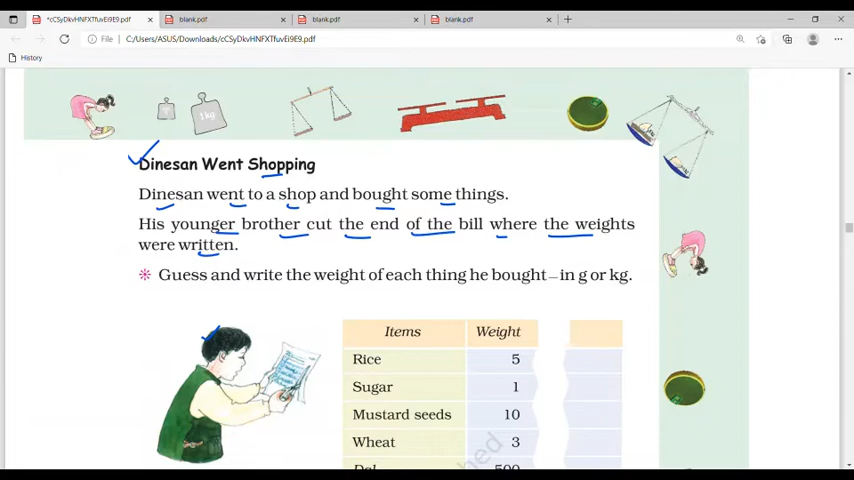 *cCSyDkvHNFXTfuvEi9E9.pdf
blank.pdf
blank.pdf
blank.pdf
File
C:/Users/ASUS/Downloads/cCSyDkvHNFXTfuvEi9E9.pdf
History
1kg
Dinesan Went Shopping
Dinesan went to a shop and bought some things.
His younger brother cut the end of the bill where the weights
were written.
Guess and write the weight of each thing he bought–in g or kg.
Items Weight
Rice 5
Sugar 1
Mustard seeds 10
Wheat 3
Dal 500